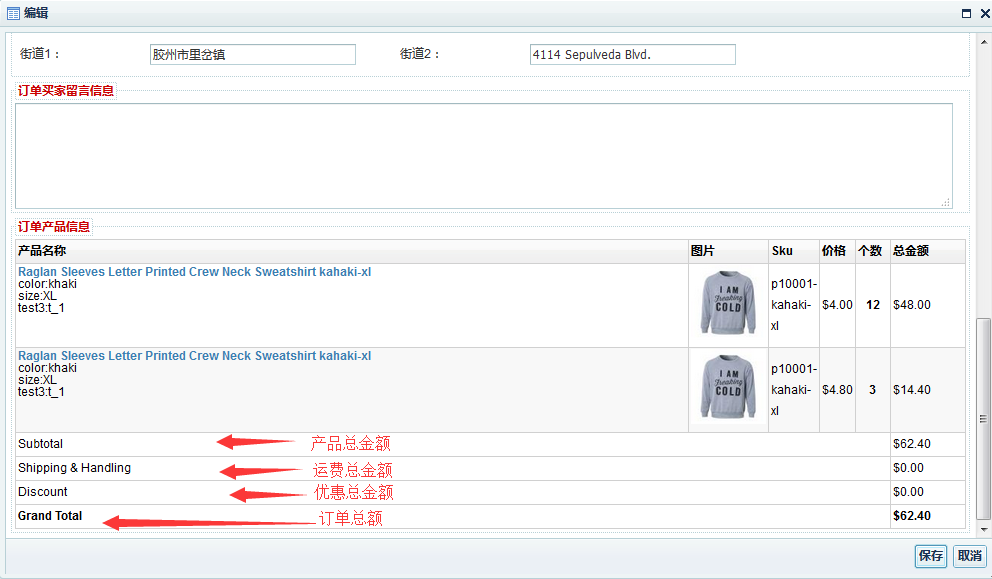 编辑
街道1： 胶州市里岔镇 街道2： 4114 Sepulveda Blvd.
订单买家留言信息
订单产品信息
产品名称 图片 Sku 价格 个数 总金额
Raglan Sleeves Letter Printed Crew Neck Sweatshirt kahaki-xl
color:khaki
size:XL
test3:t_1
I AM
Freaking
COLD
p10001-
kahaki-
xl
$4.00 12 $48.00
Raglan Sleeves Letter Printed Crew Neck Sweatshirt kahaki-xl
color:khaki
size:XL
test3:t_1
I AM
Freaking
COLD
p10001-
kahaki-
xl
$4.80 3 $14.40
Subtotal 产品总金额 $62.40
Shipping & Handling 运费总金额 $0.00
Discount 优惠总金额 $0.00
Grand Total 订单总额 $62.40
保存 取消